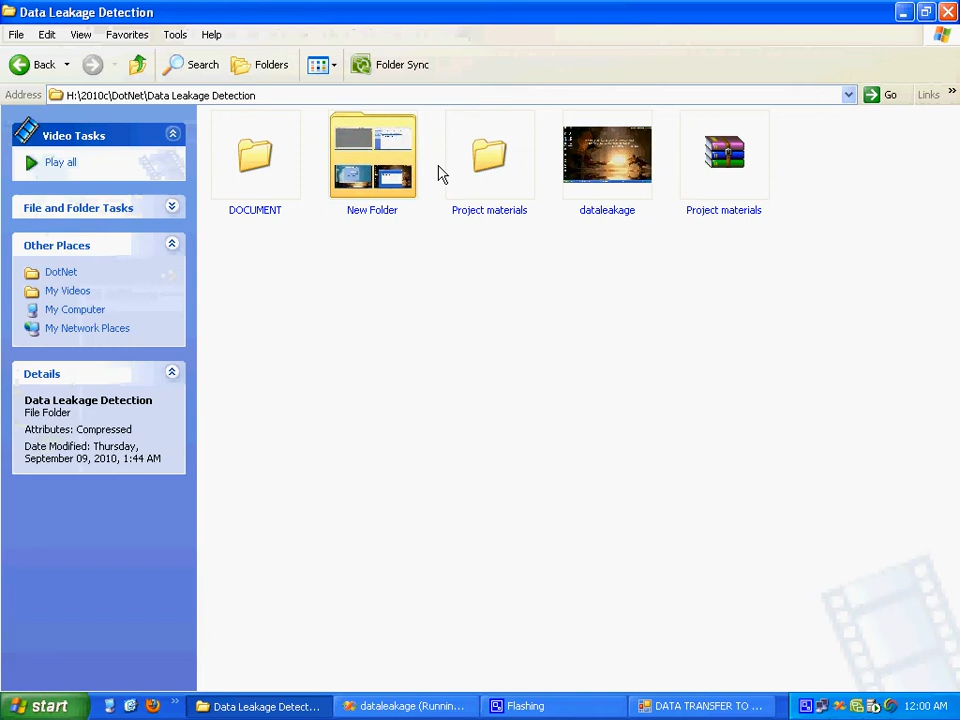 Data Leakage Detection
File Edit View Favorites Tools Help
Back Search Folders Folder Sync
Address H:\2010c\DotNet\Data Leakage Detection Go Links »
Video Tasks
Play all
File and Folder Tasks
Other Places
DotNet
My Videos
My Computer
My Network Places
Details
Data Leakage Detection
File Folder
Attributes: Compressed
Date Modified: Thursday,
September 09, 2010, 1:44 AM
DOCUMENT
New Folder
Project materials
dataleakage
Project materials
start » Data Leakage Detect... dataleakage (Runnin... Flashing DATA TRANSFER TO ... 12:00 AM